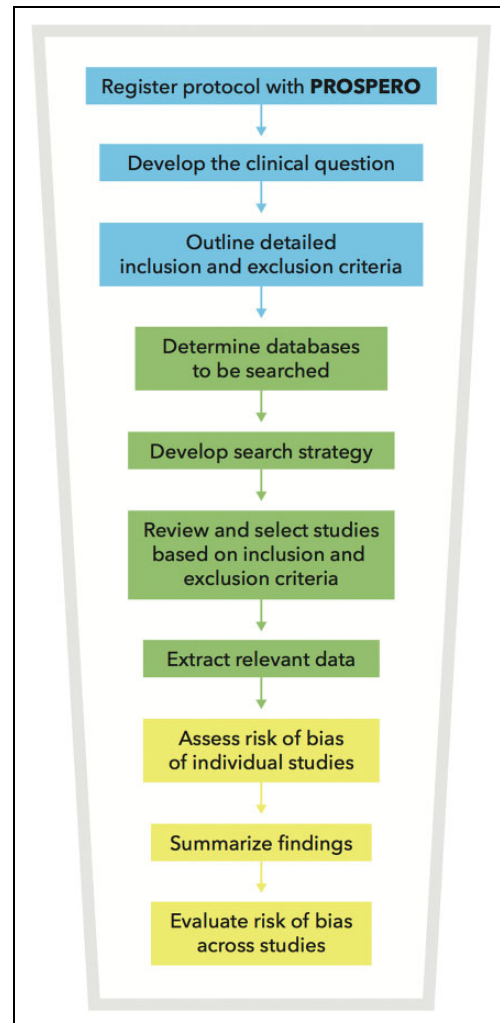 Register protocol with PROSPERO
Develop the clinical question
Outline detailed
inclusion and exclusion criteria
Determine databases
to be searched
Develop search strategy
Review and select studies
based on inclusion and
exclusion criteria
Extract relevant data
Assess risk of bias
of individual studies
Summarize findings
Evaluate risk of bias
across studies